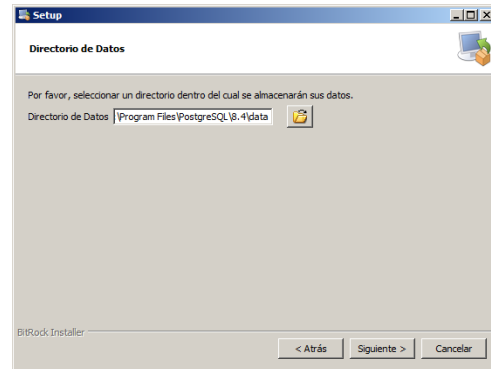 Setup
Directorio de Datos
Por favor, seleccionar un directorio dentro del cual se almacenarán sus datos.
Directorio de Datos \Program Files\PostgreSQL\8.4\data
BitRock Installer
< Atrás Siguiente > Cancelar